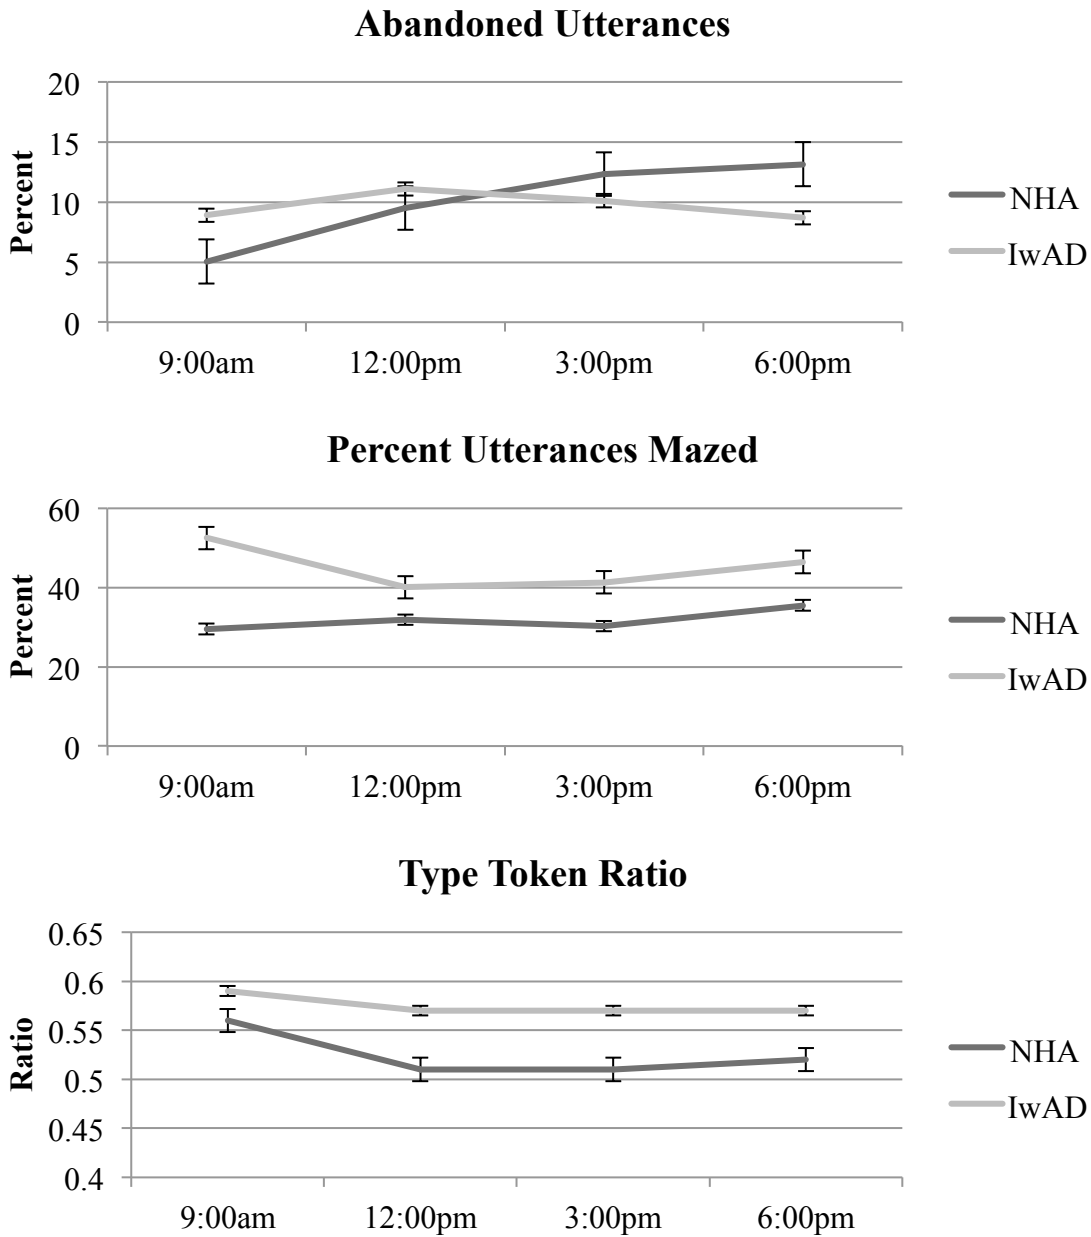 Abandoned Utterances
20
15
10
5
0
Percent
9:00am 12:00pm 3:00pm 6:00pm
NHA
IwAD
Percent Utterances Mazed
60
40
20
0
Percent
9:00am 12:00pm 3:00pm 6:00pm
NHA
IwAD
Type Token Ratio
0.65
0.6
0.55
0.5
0.45
0.4
Ratio
9:00am 12:00pm 3:00pm 6:00pm
NHA
IwAD